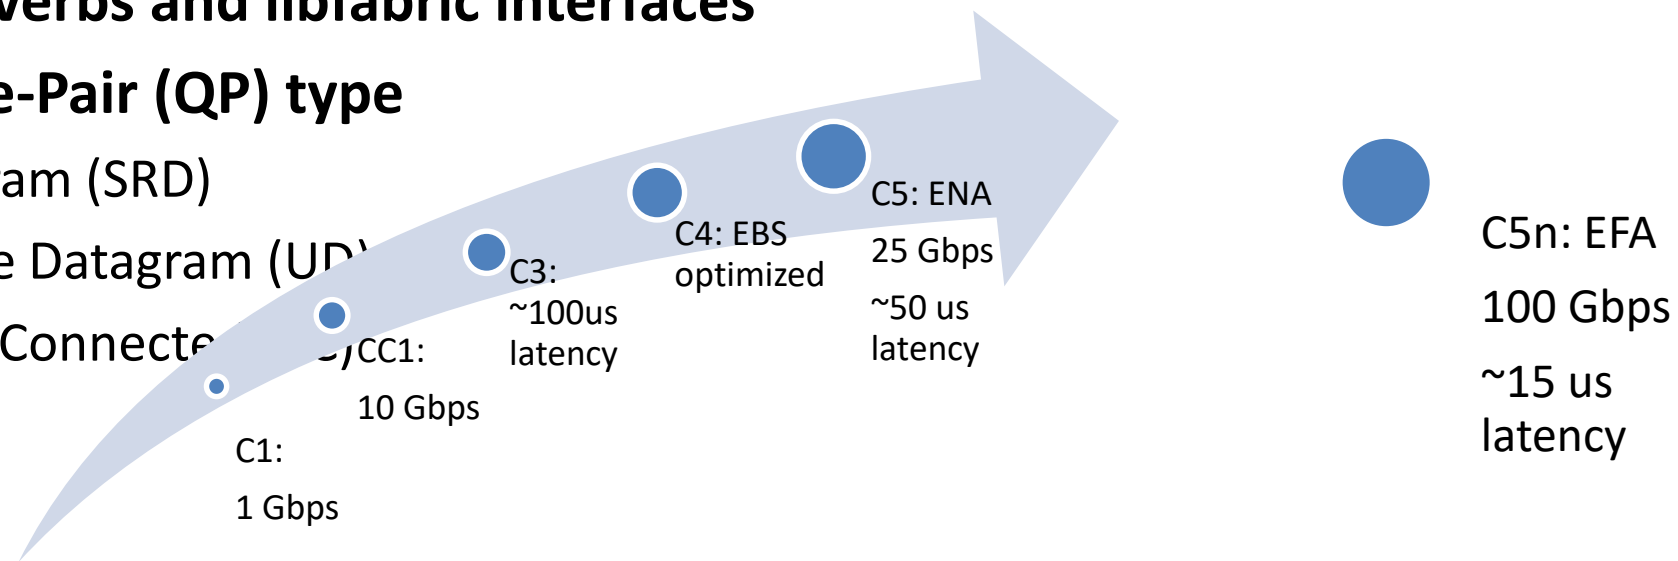 verbs and libfabric interfaces
e-Pair (QP) type
am (SRD)
e Datagram (UD)
Connecte
C1:
1 Gbps
CC1:
10 Gbps
C3:
~100us
latency
C4: EBS
optimized
C5: ENA
25 Gbps
~50 us
latency
C5n: EFA
100 Gbps
~15 us
latency